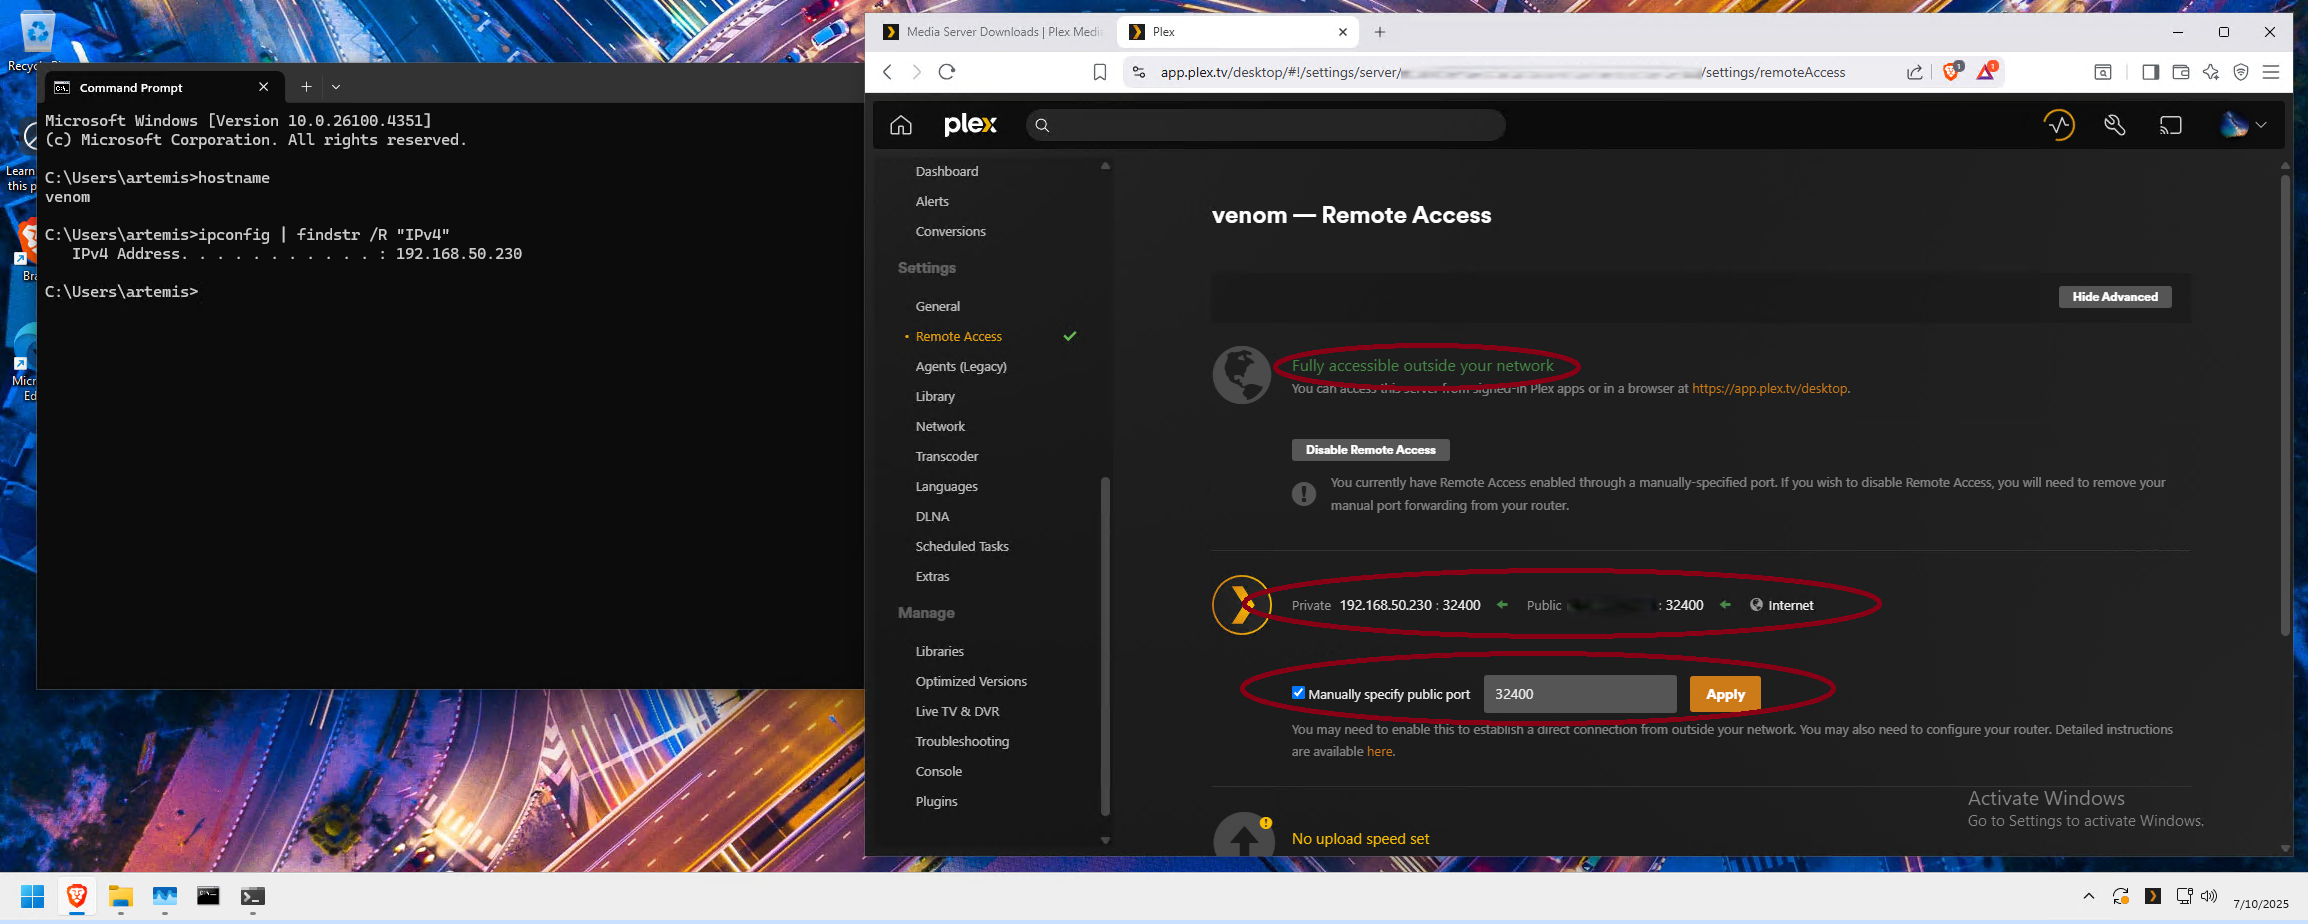 Recycle
Learn
this p
Bra
Micr
Ed
Command Prompt
Microsoft Windows [Version 10.0.26100.4351]
(c) Microsoft Corporation. All rights reserved.
C:\Users\artemis>hostname
venom
C:\Users\artemis>ipconfig | findstr /R "IPv4"
IPv4 Address. . . . . . . . . . . : 192.168.50.230
C:\Users\artemis>
Media Server Downloads | Plex Medi
Plex
app.plex.tv/desktop/#!/settings/server/ /settings/remoteAccess
1
1
plex
Dashboard
Alerts
Conversions
Settings
General
Remote Access
Agents (Legacy)
Library
Network
Transcoder
Languages
DLNA
Scheduled Tasks
Extras
Manage
Libraries
Optimized Versions
Live TV & DVR
Troubleshooting
Console
Plugins
venom — Remote Access
Hide Advanced
Fully accessible outside your network
You can access this server from signed-in Plex apps or in a browser at https://app.plex.tv/desktop.
Disable Remote Access
You currently have Remote Access enabled through a manually-specified port. If you wish to disable Remote Access, you will need to remove your
manual port forwarding from your router.
Private 192.168.50.230 : 32400 Public : 32400 Internet
Manually specify public port 32400 Apply
You may need to enable this to establish a direct connection from outside your network. You may also need to configure your router. Detailed instructions
are available here.
No upload speed set
Activate Windows
Go to Settings to activate Windows.
7/10/2025